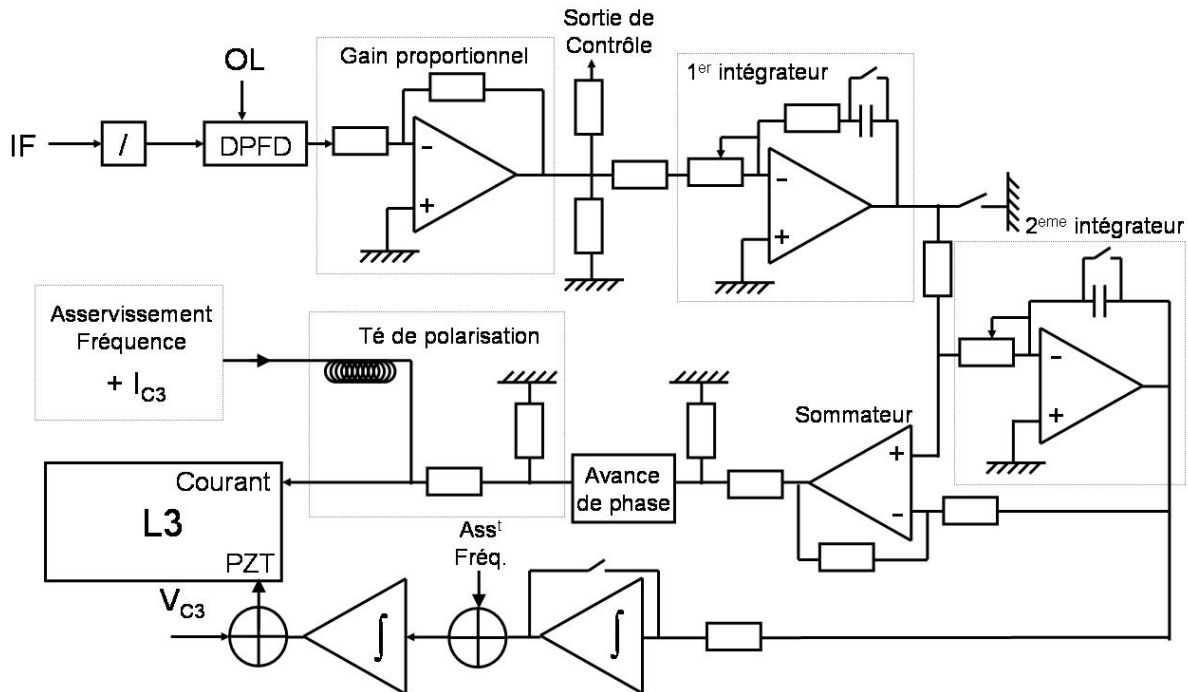 Sortie de
Contrôle
Gain proportionnel
1er intégrateur
OL
IF
/
DPFD
-
+
-
+
2eme intégrateur
-
+
Asservissement
Fréquence
+ IC3
Té de polarisation
Sommateur
+
-
Avance
de phase
Courant
L3
PZT
Asst
Fréq.
VC3
∫
∫